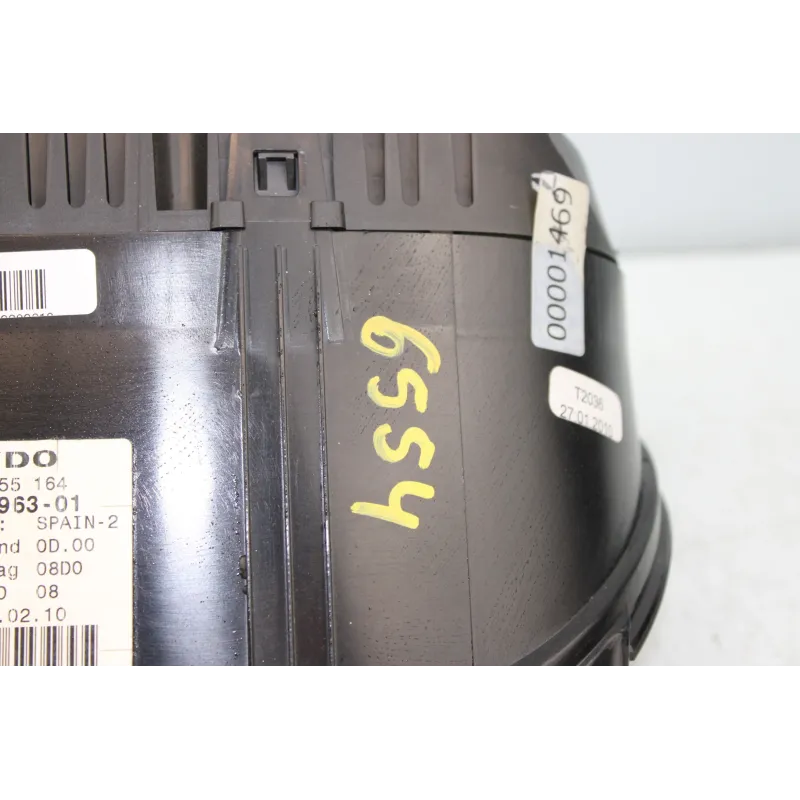 DO
55 164
963-01
: SPAIN-2
nd 0D.00
ag 08D0
D 08
.02.10
6554
00001469
T2036
27.01.2010